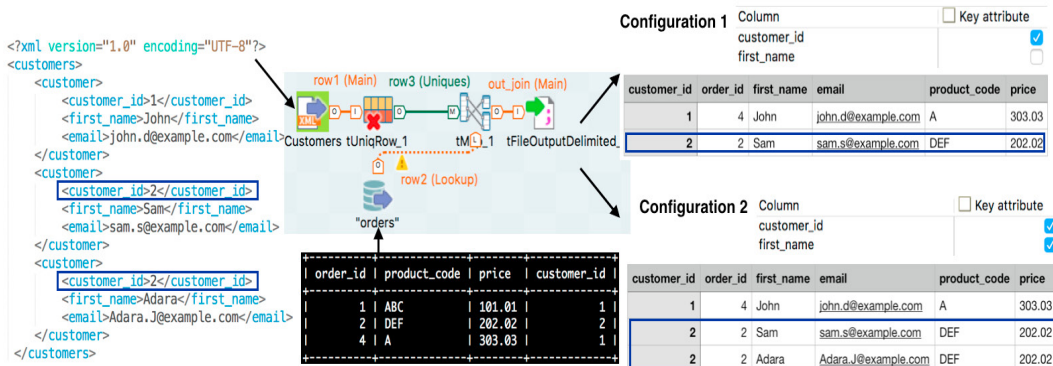 <?xml version="1.0" encoding="UTF-8"?>
<customers>
<customer>
<customer_id>1</customer_id>
<first_name>John</first_name>
<email>john.d@example.com</email>
</customer>
<customer>
<customer_id>2</customer_id>
<first_name>Sam</first_name>
<email>sam.s@example.com</email>
</customer>
<customer>
<customer_id>2</customer_id>
<first_name>Adara</first_name>
<email>Adara.J@example.com</email>
</customer>
</customers>
row1 (Main) row3 (Uniques) out_join (Main)
XML
O I O M O I
Customers tUniqRow_1 tM p_1 tFileOutputDelimited_
L
O
row2 (Lookup)
"orders"
| order_id | product_code | price | customer_id |
| 1 | ABC | 101.01 | 1 |
| 2 | DEF | 202.02 | 2 |
| 4 | A | 303.03 | 1 |
Configuration 1
Column Key attribute
customer_id
first_name
customer_id order_id first_name email product_code price
1 4 John john.d@example.com A 303.03
2 2 Sam sam.s@example.com DEF 202.02
Configuration 2
Column Key attribute
customer_id
first_name
customer_id order_id first_name email product_code price
1 4 John john.d@example.com A 303.03
2 2 Sam sam.s@example.com DEF 202.02
2 2 Adara Adara.J@example.com DEF 202.02